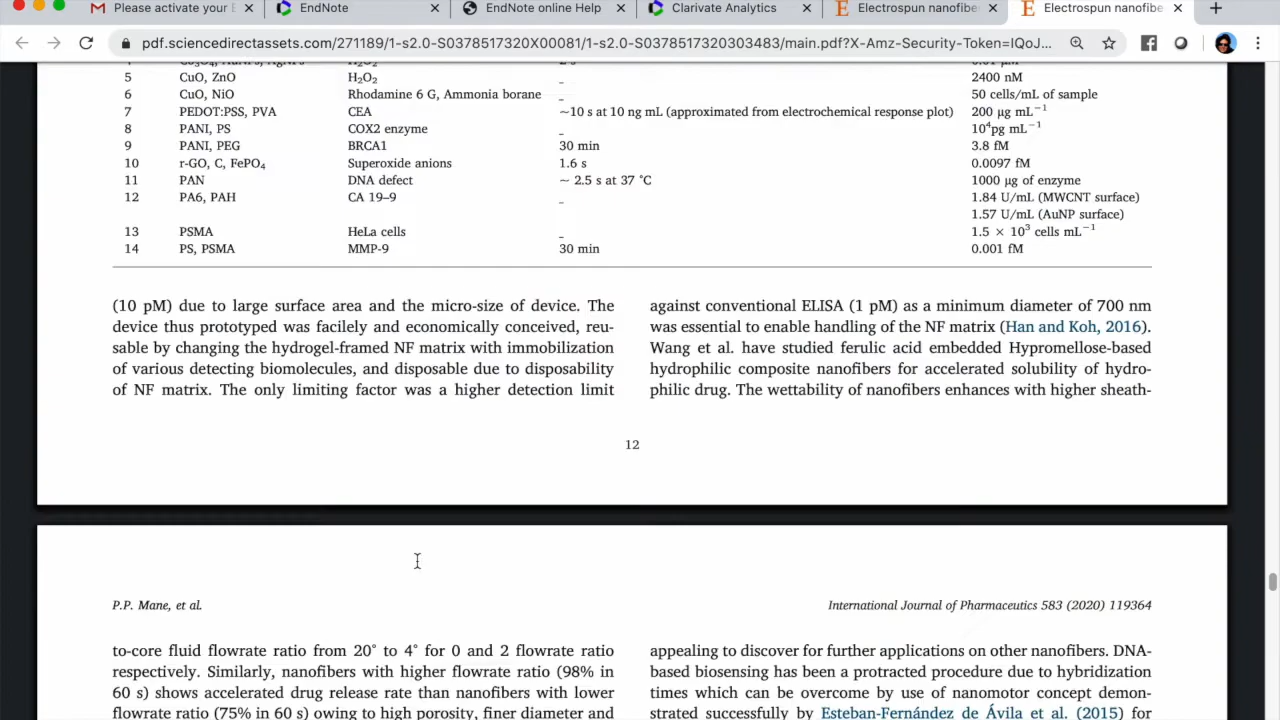 Please activate your E
EndNote
EndNote online Help
Clarivate Analytics
Electrospun nanofibe
Electrospun nanofibe
pdf.sciencedirectassets.com/271189/1-s2.0-S0378517320X00081/1-s2.0-S0378517320303483/main.pdf?X-Amz-Security-Token=IQoJ...
4 Co₃O₄, AuNPs, AgNPs H₂O₂ 2 s 0.01 μM
5 CuO, ZnO H₂O₂ _ 2400 nM
6 CuO, NiO Rhodamine 6 G, Ammonia borane _ 50 cells/mL of sample
7 PEDOT:PSS, PVA CEA ~10 s at 10 ng mL (approximated from electrochemical response plot) 200 μg mL⁻¹
8 PANI, PS COX2 enzyme _ 10⁴pg mL⁻¹
9 PANI, PEG BRCA1 30 min 3.8 fM
10 r-GO, C, FePO₄ Superoxide anions 1.6 s 0.0097 fM
11 PAN DNA defect ~ 2.5 s at 37 °C 1000 μg of enzyme
12 PA6, PAH CA 19–9 _ 1.84 U/mL (MWCNT surface)
1.57 U/mL (AuNP surface)
13 PSMA HeLa cells _ 1.5 × 10³ cells mL⁻¹
14 PS, PSMA MMP-9 30 min 0.001 fM
(10 pM) due to large surface area and the micro-size of device. The
device thus prototyped was facilely and economically conceived, reu-
sable by changing the hydrogel-framed NF matrix with immobilization
of various detecting biomolecules, and disposable due to disposability
of NF matrix. The only limiting factor was a higher detection limit
against conventional ELISA (1 pM) as a minimum diameter of 700 nm
was essential to enable handling of the NF matrix (Han and Koh, 2016).
Wang et al. have studied ferulic acid embedded Hypromellose-based
hydrophilic composite nanofibers for accelerated solubility of hydro-
philic drug. The wettability of nanofibers enhances with higher sheath-
12
P.P. Mane, et al.
International Journal of Pharmaceutics 583 (2020) 119364
to-core fluid flowrate ratio from 20° to 4° for 0 and 2 flowrate ratio
respectively. Similarly, nanofibers with higher flowrate ratio (98% in
60 s) shows accelerated drug release rate than nanofibers with lower
flowrate ratio (75% in 60 s) owing to high porosity, finer diameter and
appealing to discover for further applications on other nanofibers. DNA-
based biosensing has been a protracted procedure due to hybridization
times which can be overcome by use of nanomotor concept demon-
strated successfully by Esteban-Fernández de Ávila et al. (2015) for